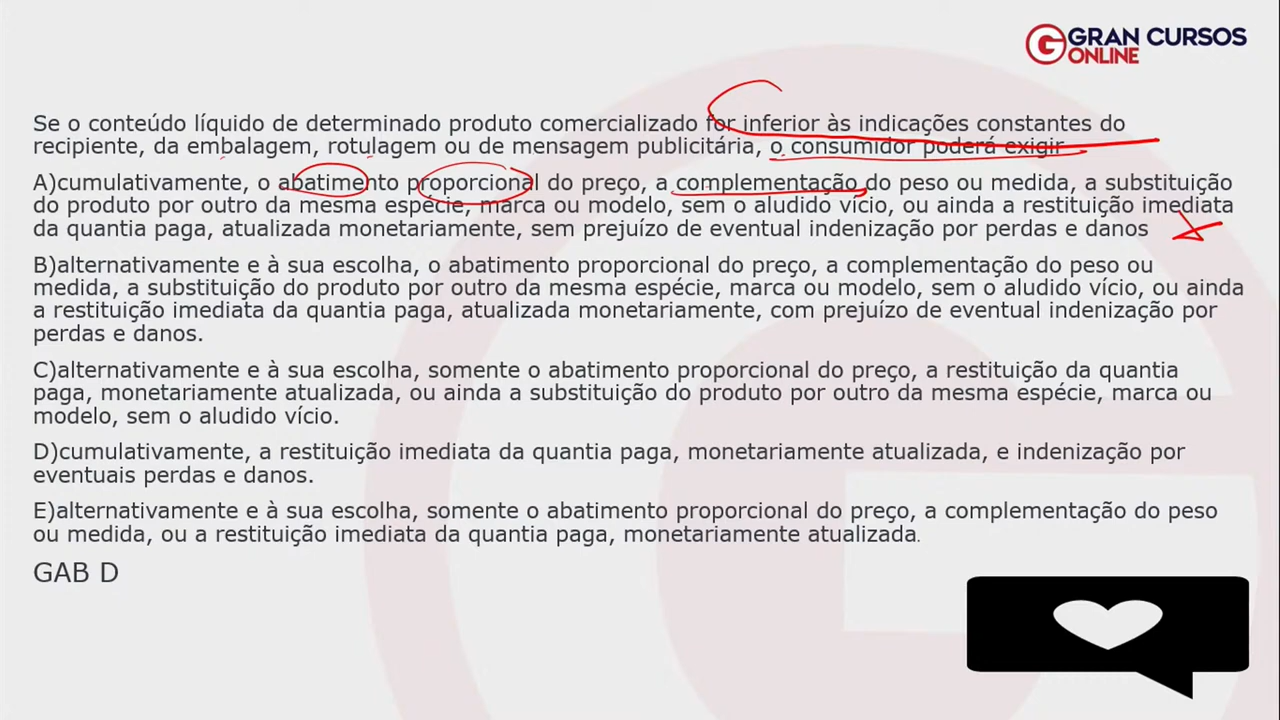 GRAN CURSOS
ONLINE
Se o conteúdo líquido de determinado produto comercializado for inferior às indicações constantes do
recipiente, da embalagem, rotulagem ou de mensagem publicitária, o consumidor poderá exigir
A)cumulativamente, o abatimento proporcional do preço, a complementação do peso ou medida, a substituição
do produto por outro da mesma espécie, marca ou modelo, sem o aludido vício, ou ainda a restituição imediata
da quantia paga, atualizada monetariamente, sem prejuízo de eventual indenização por perdas e danos
B)alternativamente e à sua escolha, o abatimento proporcional do preço, a complementação do peso ou
medida, a substituição do produto por outro da mesma espécie, marca ou modelo, sem o aludido vício, ou ainda
a restituição imediata da quantia paga, atualizada monetariamente, com prejuízo de eventual indenização por
perdas e danos.
C)alternativamente e à sua escolha, somente o abatimento proporcional do preço, a restituição da quantia
paga, monetariamente atualizada, ou ainda a substituição do produto por outro da mesma espécie, marca ou
modelo, sem o aludido vício.
D)cumulativamente, a restituição imediata da quantia paga, monetariamente atualizada, e indenização por
eventuais perdas e danos.
E)alternativamente e à sua escolha, somente o abatimento proporcional do preço, a complementação do peso
ou medida, ou a restituição imediata da quantia paga, monetariamente atualizada.
GAB D